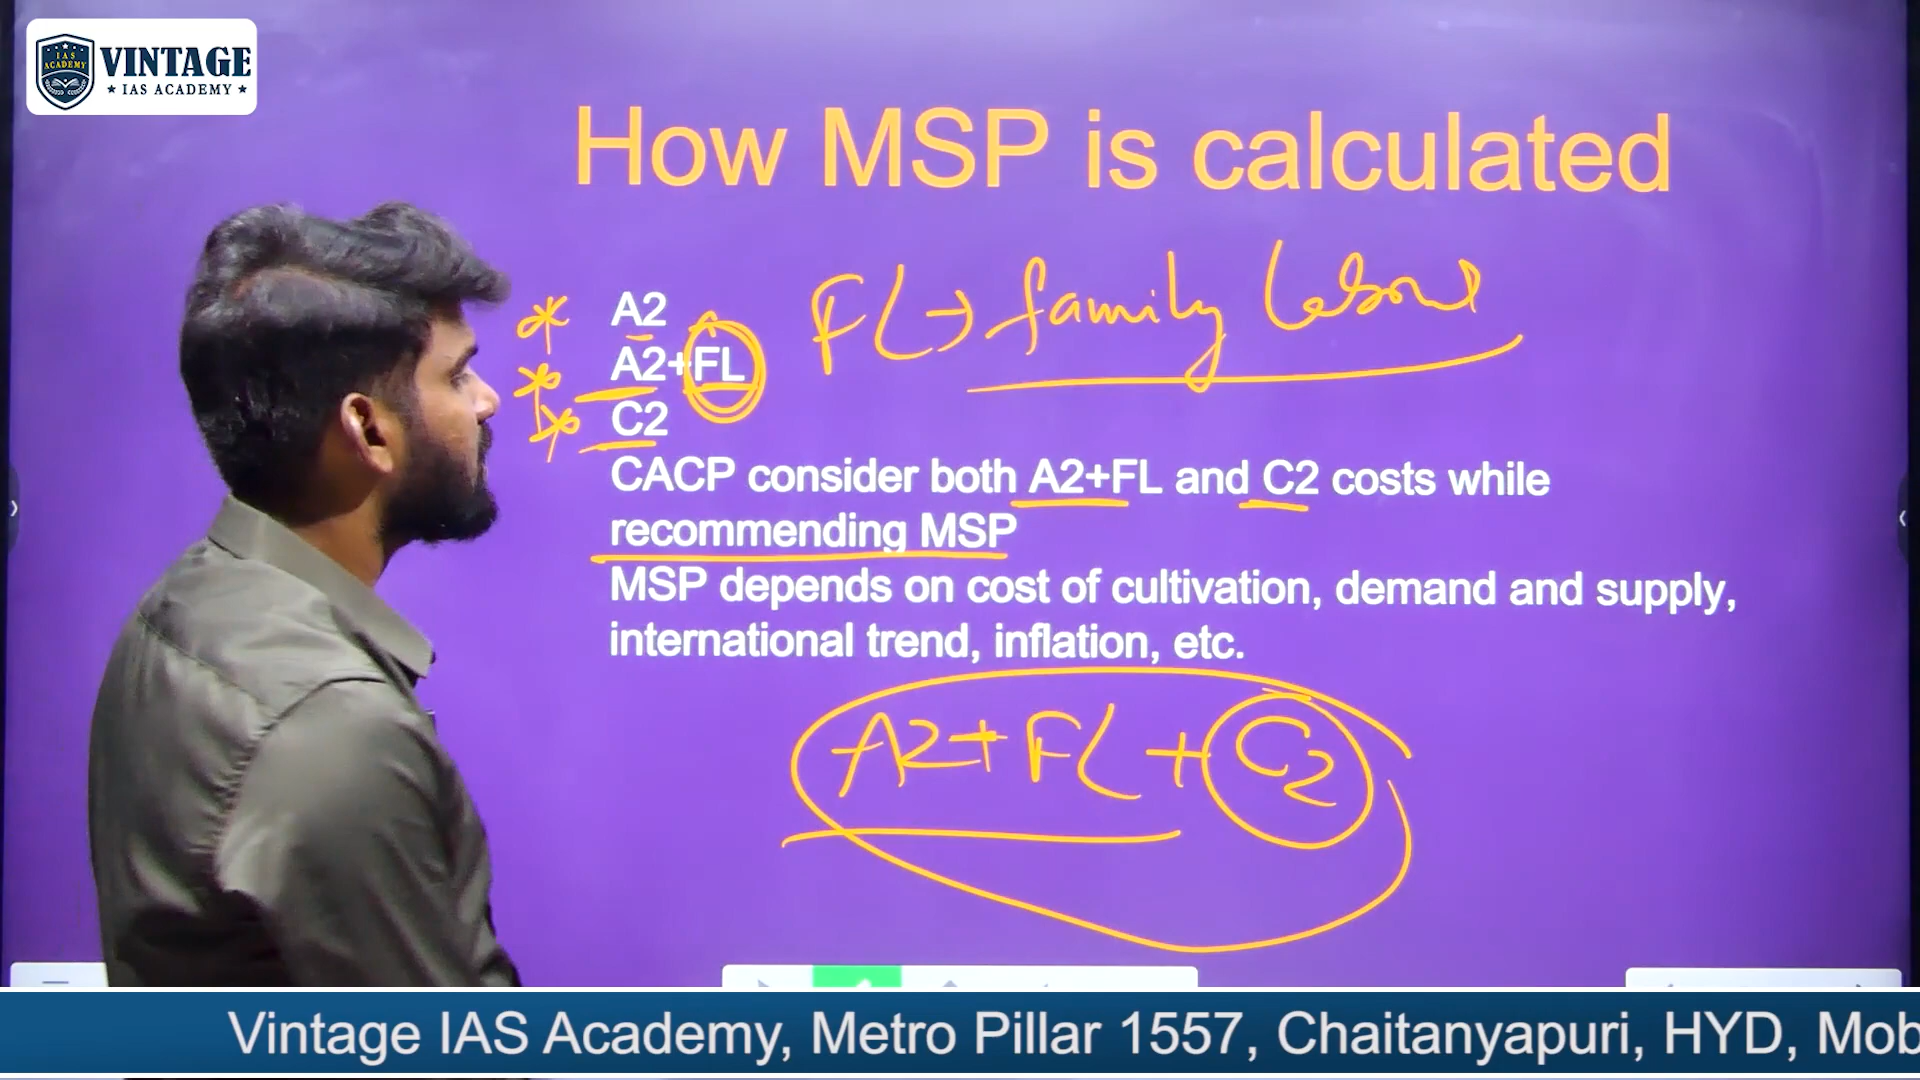 IAS
ACADEMY
VINTAGE
IAS ACADEMY
How MSP is calculated
A2
A2+FL
C2
FL → family labour
CACP consider both A2+FL and C2 costs while
recommending MSP
MSP depends on cost of cultivation, demand and supply,
international trend, inflation, etc.
A2+FL+C2
Vintage IAS Academy, Metro Pillar 1557, Chaitanyapuri, HYD, Mob